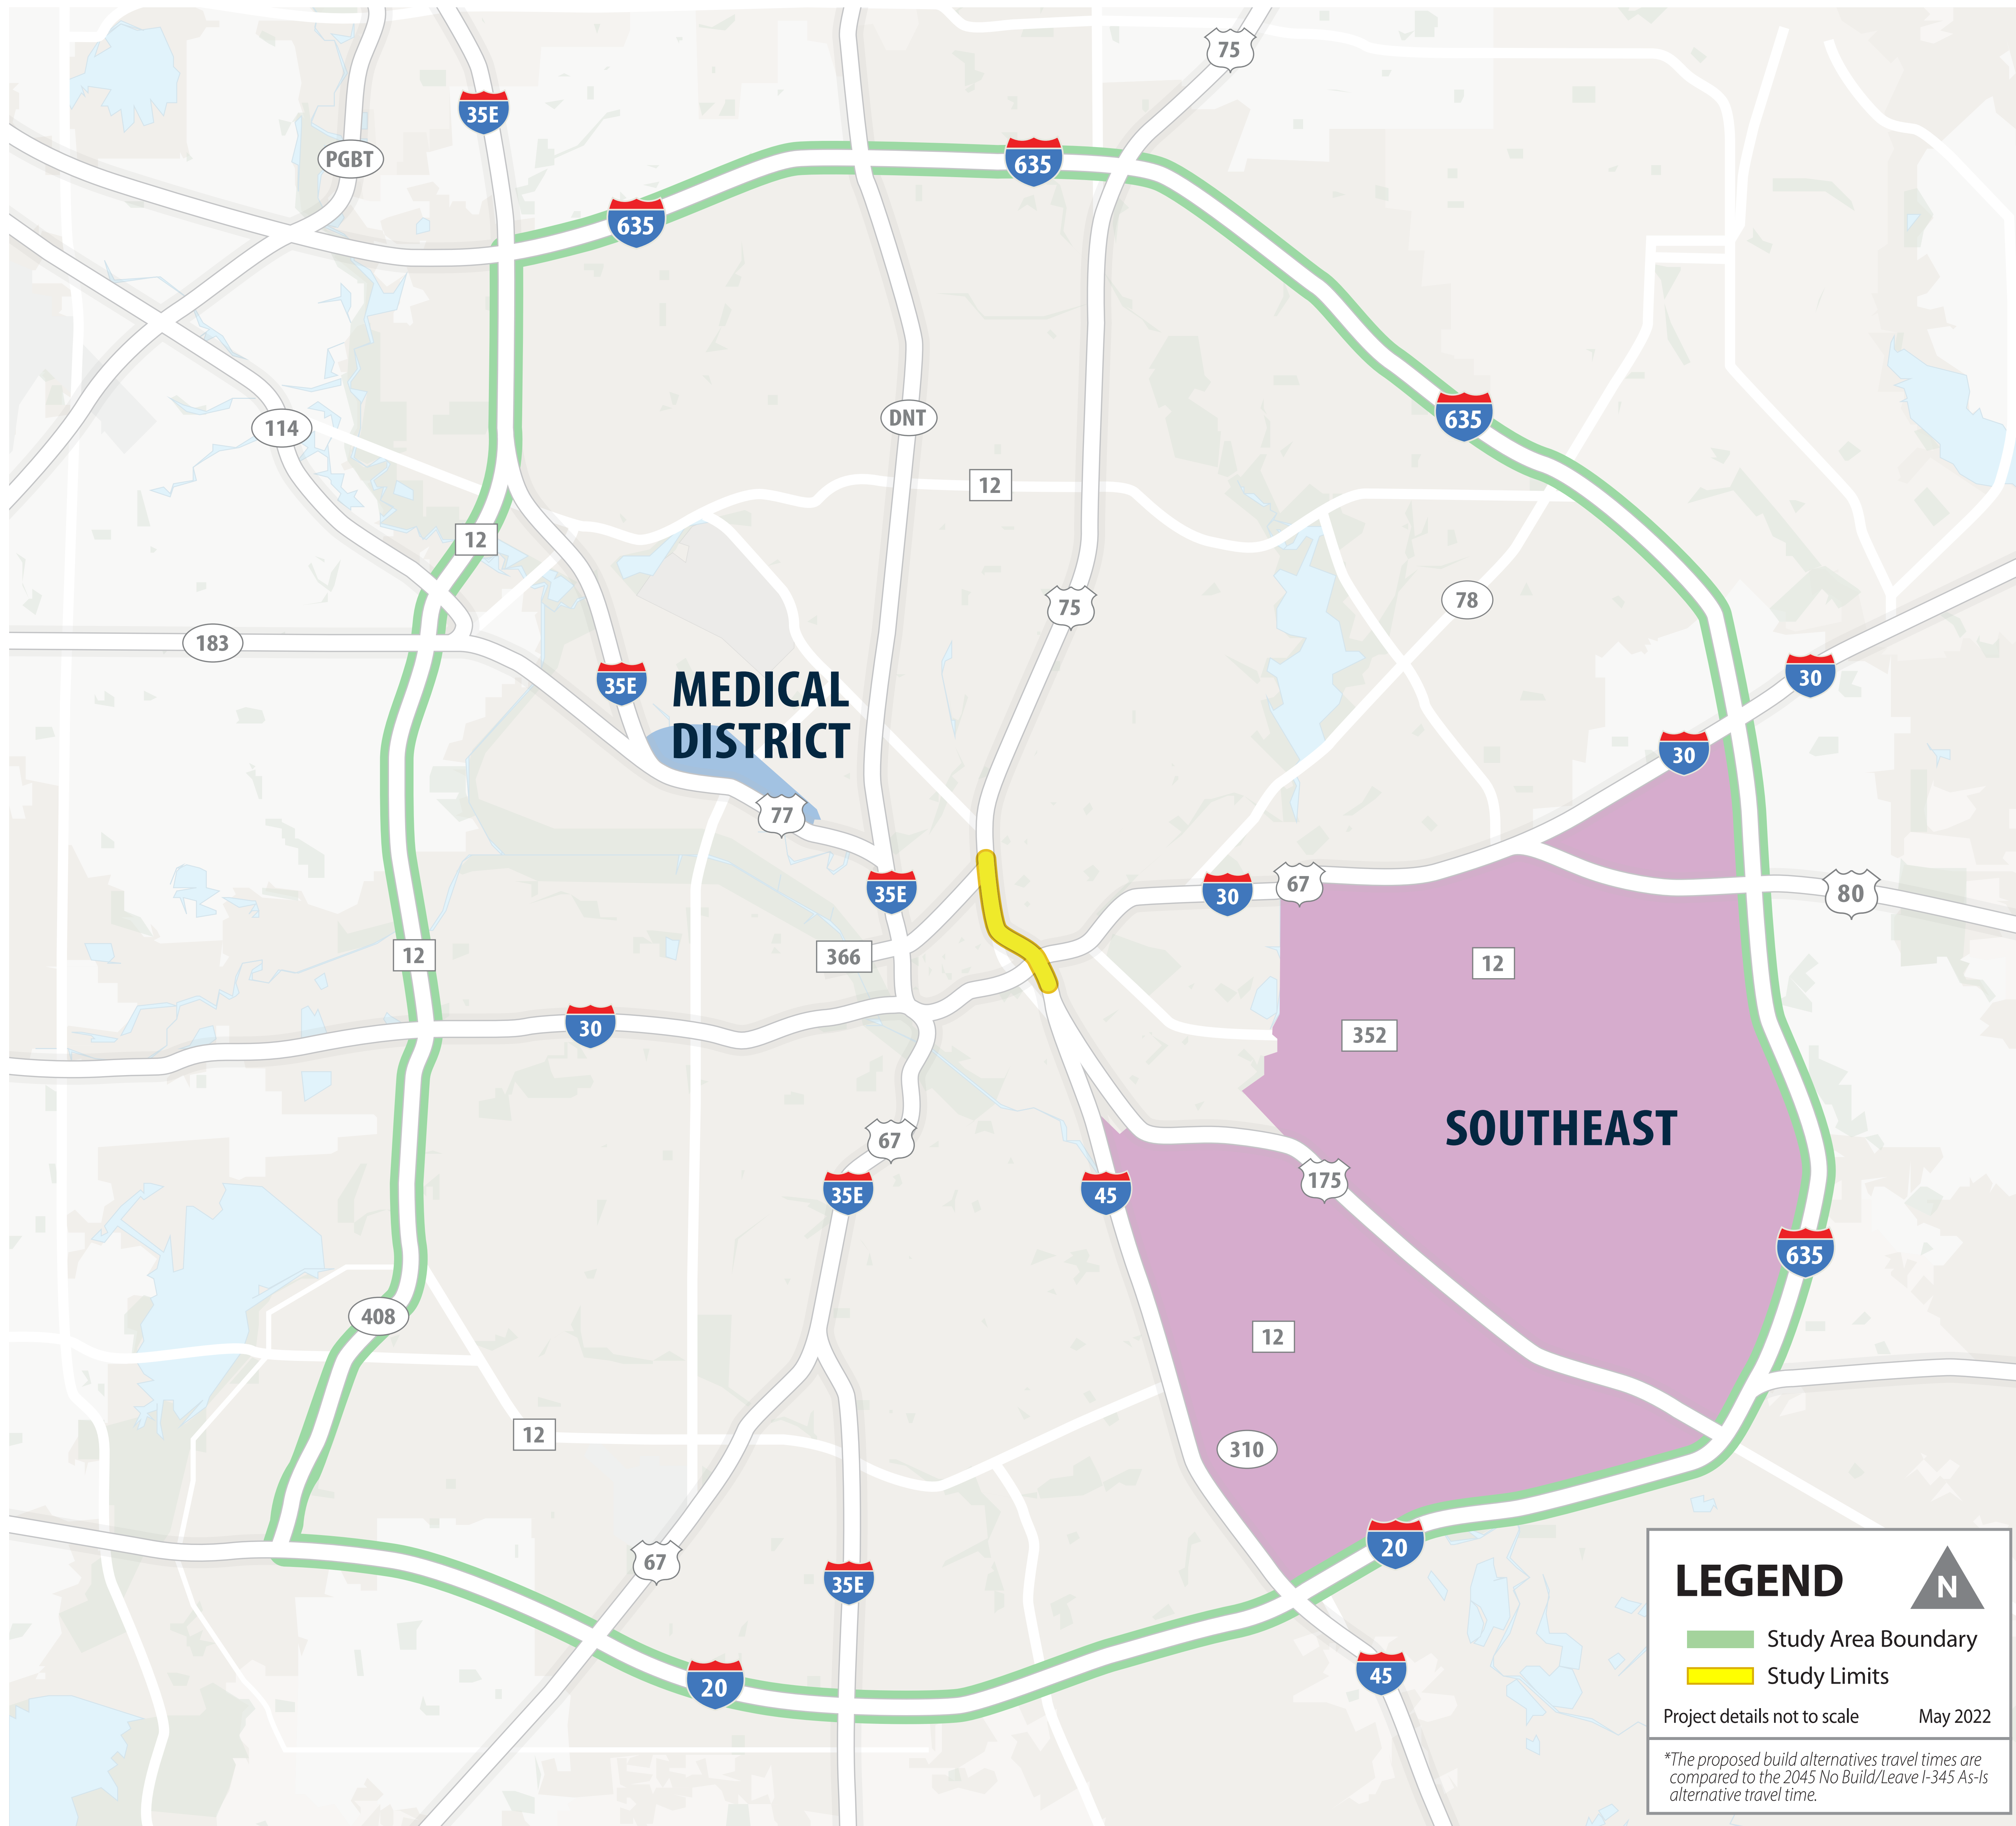 75
35E
PGBT
635
635
635
114
DNT
12
12
78
75
183
35E
MEDICAL
DISTRICT
30
30
77
67
30
35E
80
366
12
12
30
352
SOUTHEAST
67
175
35E
45
635
408
12
12
310
67
20
35E
20
45
LEGEND
N
Study Area Boundary
Study Limits
Project details not to scale
May 2022
*The proposed build alternatives travel times are
compared to the 2045 No Build/Leave I-345 As-Is
alternative travel time.